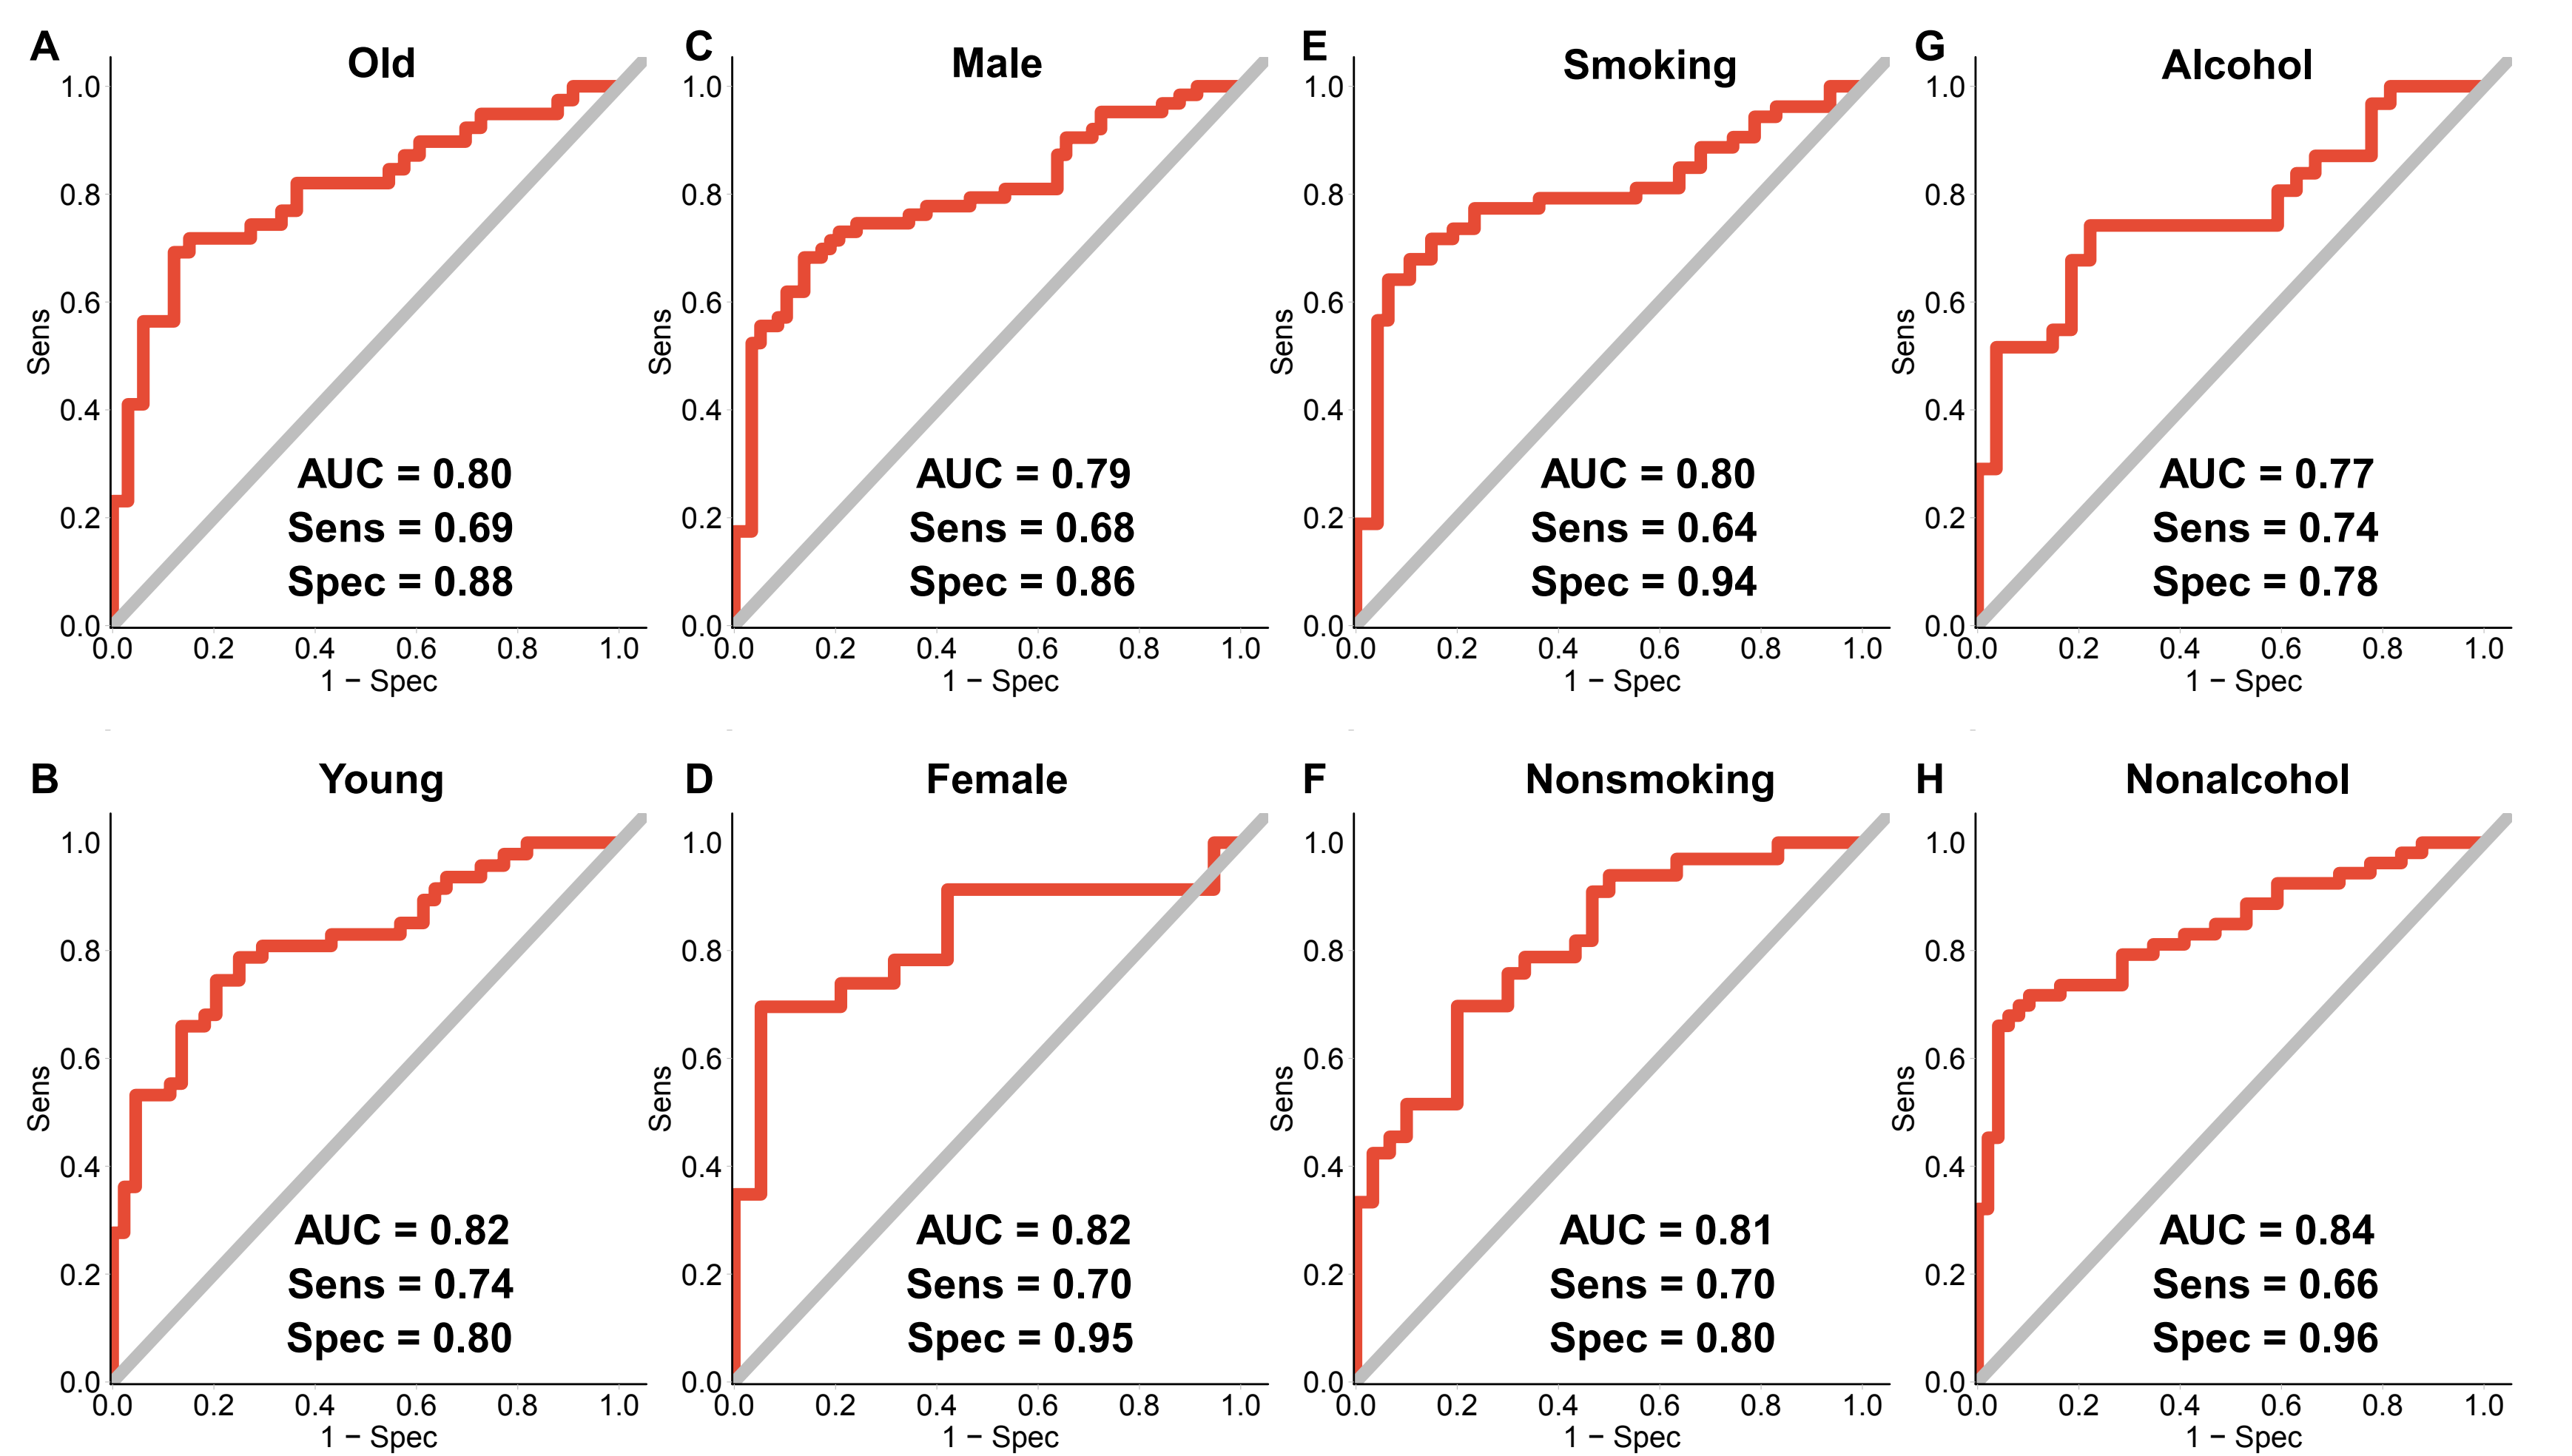 A
Old
1.0
0.8
0.6
0.4
0.2
0.0
Sens
AUC = 0.80
Sens = 0.69
Spec = 0.88
0.0 0.2 0.4 0.6 0.8 1.0
1 − Spec
C
Male
1.0
0.8
0.6
0.4
0.2
0.0
Sens
AUC = 0.79
Sens = 0.68
Spec = 0.86
0.0 0.2 0.4 0.6 0.8 1.0
1 − Spec
E
Smoking
1.0
0.8
0.6
0.4
0.2
0.0
Sens
AUC = 0.80
Sens = 0.64
Spec = 0.94
0.0 0.2 0.4 0.6 0.8 1.0
1 − Spec
G
Alcohol
1.0
0.8
0.6
0.4
0.2
0.0
Sens
AUC = 0.77
Sens = 0.74
Spec = 0.78
0.0 0.2 0.4 0.6 0.8 1.0
1 − Spec
B
Young
1.0
0.8
0.6
0.4
0.2
0.0
Sens
AUC = 0.82
Sens = 0.74
Spec = 0.80
0.0 0.2 0.4 0.6 0.8 1.0
1 − Spec
D
Female
1.0
0.8
0.6
0.4
0.2
0.0
Sens
AUC = 0.82
Sens = 0.70
Spec = 0.95
0.0 0.2 0.4 0.6 0.8 1.0
1 − Spec
F
Nonsmoking
1.0
0.8
0.6
0.4
0.2
0.0
Sens
AUC = 0.81
Sens = 0.70
Spec = 0.80
0.0 0.2 0.4 0.6 0.8 1.0
1 − Spec
H
Nonalcohol
1.0
0.8
0.6
0.4
0.2
0.0
Sens
AUC = 0.84
Sens = 0.66
Spec = 0.96
0.0 0.2 0.4 0.6 0.8 1.0
1 − Spec